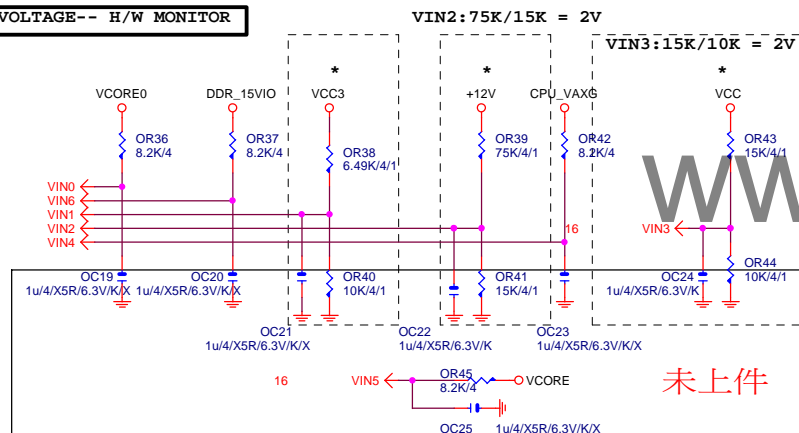 VOLTAGE-- H/W MONITOR
VIN2:75K/15K = 2V
VIN3:15K/10K = 2V
* * *
VCORE0 DDR_15VIO VCC3 +12V CPU_VAXG VCC
OR36 OR37 OR38 OR39 OR42 OR43
8.2K/4 8.2K/4 6.49K/4/1 75K/4/1 8.2K/4 15K/4/1
WW
VIN0
VIN6
VIN1
VIN2 16 VIN3
VIN4
OC19 OC20 OR40 OR41 OC24 OR44
1u/4/X5R/6.3V/K/X 1u/4/X5R/6.3V/K/X 10K/4/1 15K/4/1 1u/4/X5R/6.3V/K 10K/4/1
OC21 OC22 OC23
1u/4/X5R/6.3V/K/X 1u/4/X5R/6.3V/K 1u/4/X5R/6.3V/K/X
16 VIN5 OR45 VCORE 未上件
8.2K/4
OC25 1u/4/X5R/6.3V/K/X